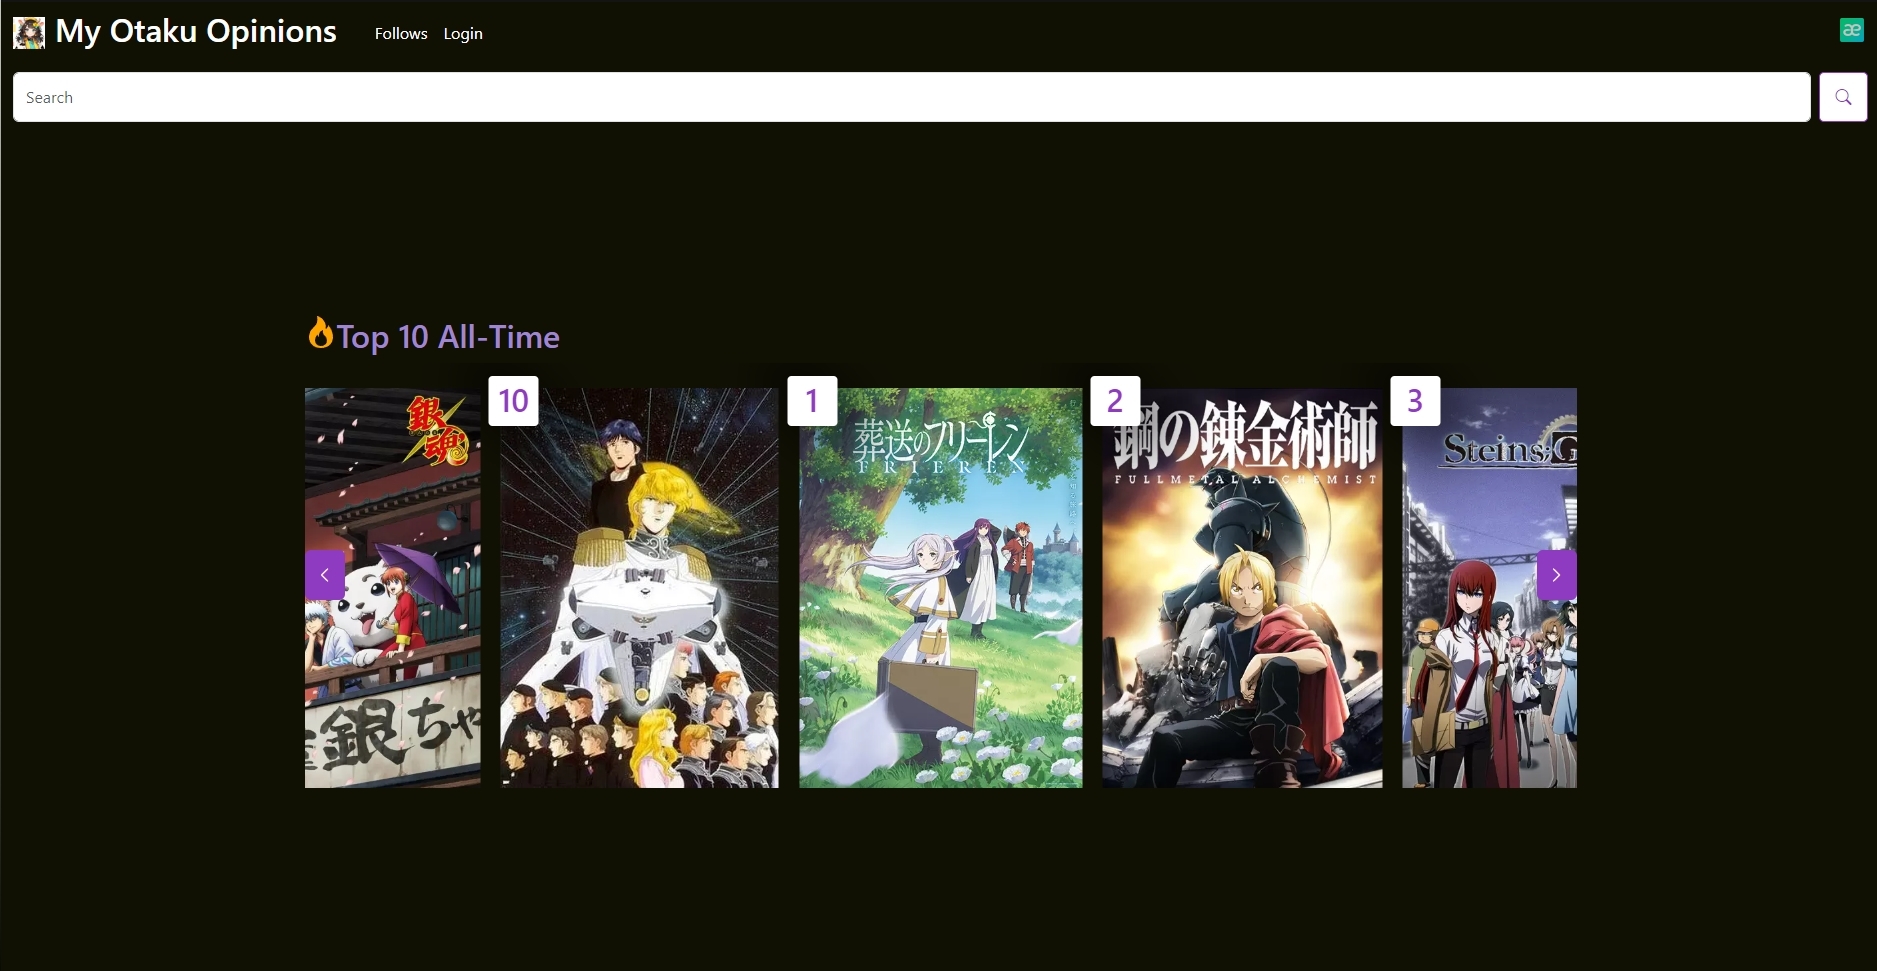 My Otaku Opinions
Follows
Login
æ
Search
Top 10 All-Time
10
1
2
3
銀魂
銀ちゃ
葬送のフリーレン
FRIEREN
鋼の錬金術師
FULLMETAL ALCHEMIST
Steins;G